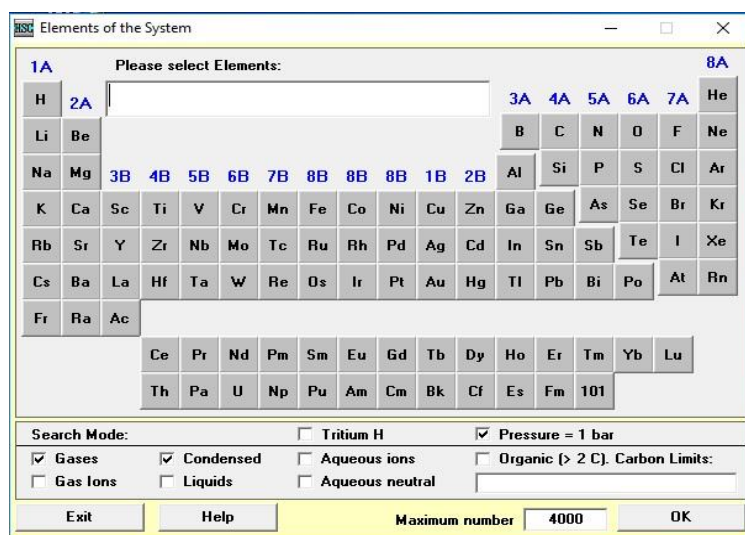 HSC Elements of the System
1A Please select Elements: 8A
H 2A 3A 4A 5A 6A 7A He
Li Be B C N O F Ne
Na Mg 3B 4B 5B 6B 7B 8B 8B 8B 1B 2B Al Si P S Cl Ar
K Ca Sc Ti V Cr Mn Fe Co Ni Cu Zn Ga Ge As Se Br Kr
Rb Sr Y Zr Nb Mo Tc Ru Rh Pd Ag Cd In Sn Sb Te I Xe
Cs Ba La Hf Ta W Re Os Ir Pt Au Hg Tl Pb Bi Po At Rn
Fr Ra Ac
Ce Pr Nd Pm Sm Eu Gd Tb Dy Ho Er Tm Yb Lu
Th Pa U Np Pu Am Cm Bk Cf Es Fm 101
Search Mode: Tritium H Pressure = 1 bar
Gases Condensed Aqueous ions Organic (> 2 C). Carbon Limits:
Gas Ions Liquids Aqueous neutral
Exit Help Maximum number 4000 OK